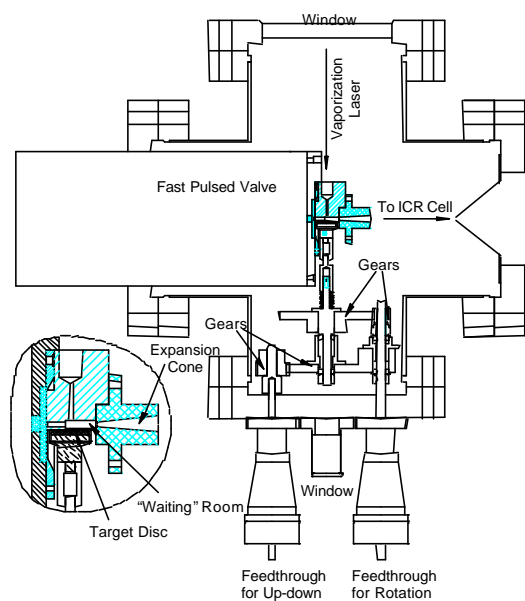 Window
Vaporization
Laser
Fast Pulsed Valve
To ICR Cell
Gears
Gears
Expansion
Cone
"Waiting" Room
Target Disc
Window
Feedthrough
for Up-down
Feedthrough
for Rotation